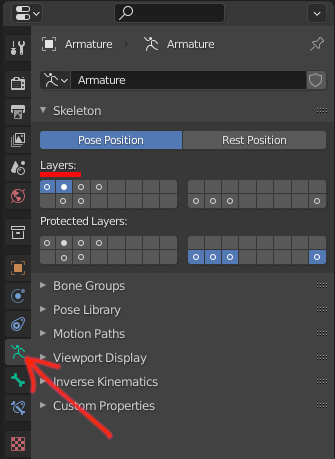 Armature Armature
Armature
Skeleton
Pose Position Rest Position
Layers:
Protected Layers:
Bone Groups
Pose Library
Motion Paths
Viewport Display
Inverse Kinematics
Custom Properties